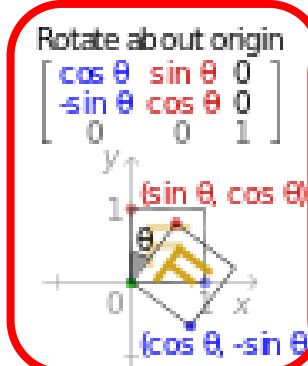 Rotate about origin
cos θ sin θ 0
-sin θ cos θ 0
0 0 1
y
(sin θ, cos θ)
1
θ
0 1 x
(cos θ, -sin θ